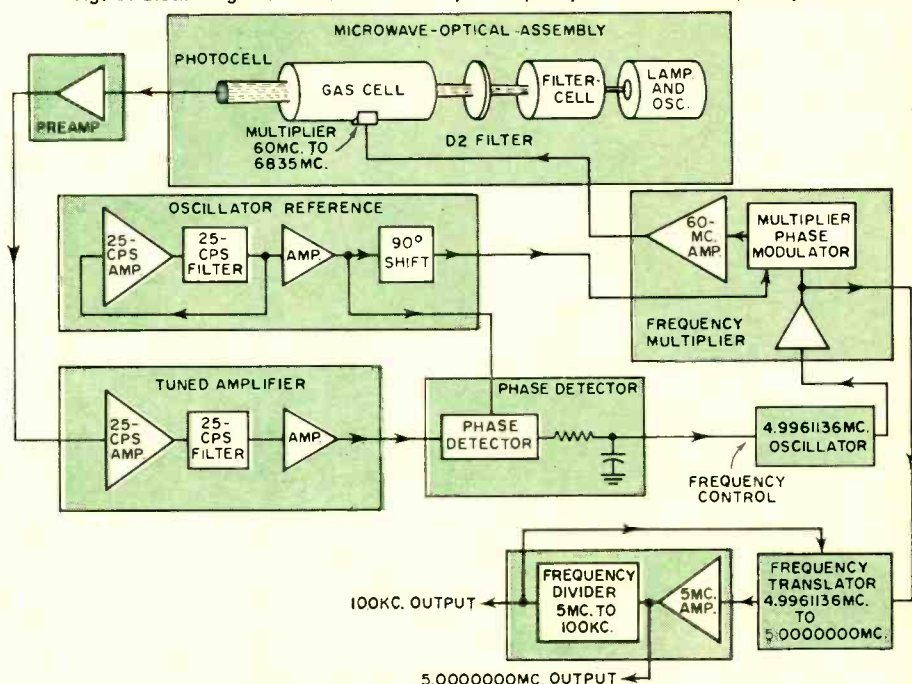 MICROWAVE-OPTICAL ASSEMBLY
PHOTOCELL
GAS CELL
FILTER-
CELL
LAMP
AND
OSC.
PREAMP
MULTIPLIER
60MC. TO
6835MC.
D2 FILTER
OSCILLATOR REFERENCE
25-
CPS
AMP.
25-
CPS
FILTER
AMP.
90°
SHIFT
60-
MC.
AMP.
MULTIPLIER
PHASE
MODULATOR
FREQUENCY
MULTIPLIER
TUNED AMPLIFIER
25-
CPS
AMP.
25-
CPS
FILTER
AMP.
PHASE DETECTOR
PHASE
DETECTOR
4.9961136MC.
OSCILLATOR
FREQUENCY
CONTROL
100KC. OUTPUT
FREQUENCY
DIVIDER
5MC. TO
100KC.
5MC.
AMP.
FREQUENCY
TRANSLATOR
4.9961136MC.
TO
5.0000000MC.
5.0000000MC. OUTPUT